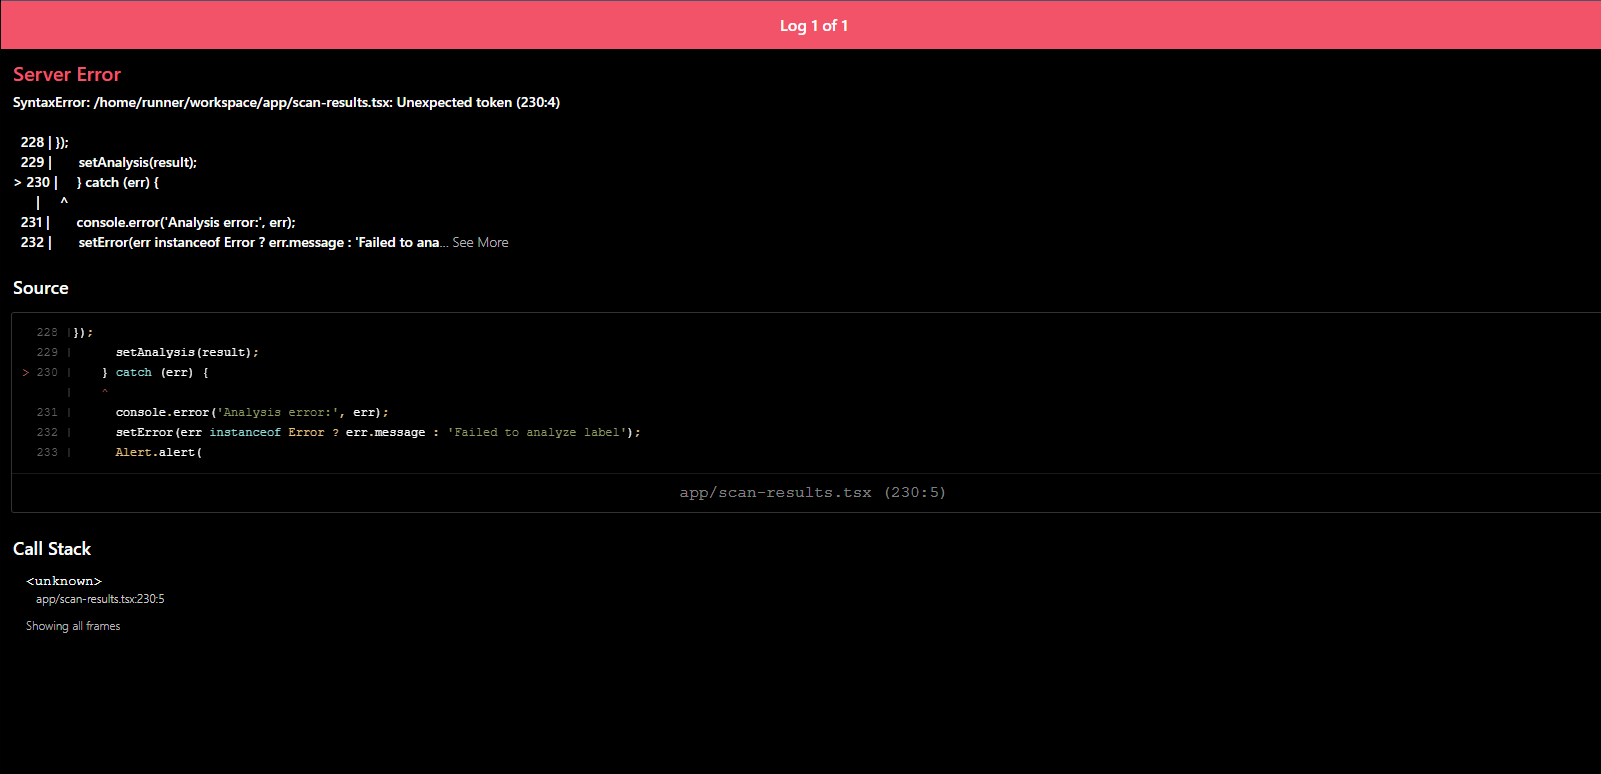 Log 1 of 1
Server Error
SyntaxError: /home/runner/workspace/app/scan-results.tsx: Unexpected token (230:4)
228 | });
229 |       setAnalysis(result);
> 230 |     } catch (err) {
|     ^
231 |       console.error('Analysis error:', err);
232 |       setError(err instanceof Error ? err.message : 'Failed to ana... See More
Source
228 | });
229 |       setAnalysis(result);
> 230 |     } catch (err) {
|     ^
231 |       console.error('Analysis error:', err);
232 |       setError(err instanceof Error ? err.message : 'Failed to analyze label');
233 |       Alert.alert(
app/scan-results.tsx (230:5)
Call Stack
<unknown>
app/scan-results.tsx:230:5
Showing all frames